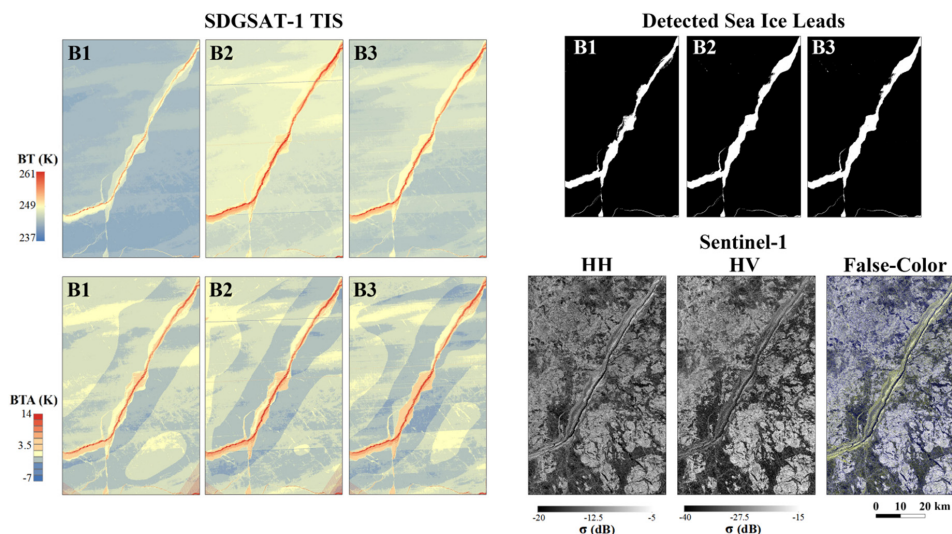 SDGSAT-1 TIS
B1 B2 B3
BT (K)
261
249
237
B1 B2 B3
BTA (K)
14
3.5
-7
Detected Sea Ice Leads
B1 B2 B3
Sentinel-1
HH HV False-Color
-20 -12.5 -5
σ (dB)
-40 -27.5 -15
σ (dB)
0 10 20 km